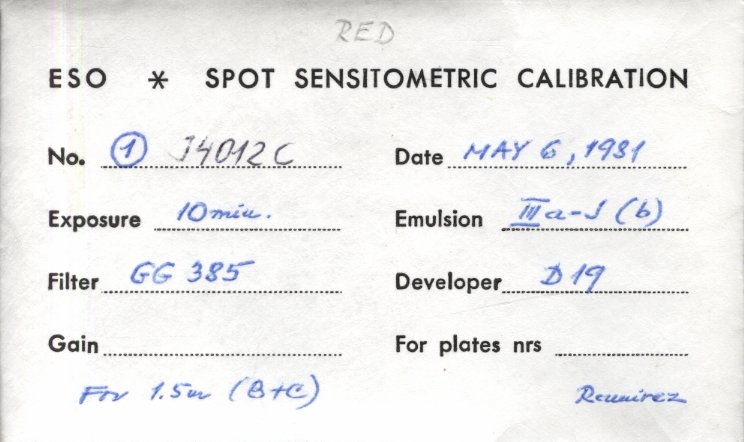 RED
ESO * SPOT SENSITOMETRIC CALIBRATION
No. 1 J4012C Date MAY 6, 1981
Exposure 10 min. Emulsion IIIa-J (b)
Filter GG 385 Developer D19
Gain For plates nrs
For 1.5m (B+C) Ramirez